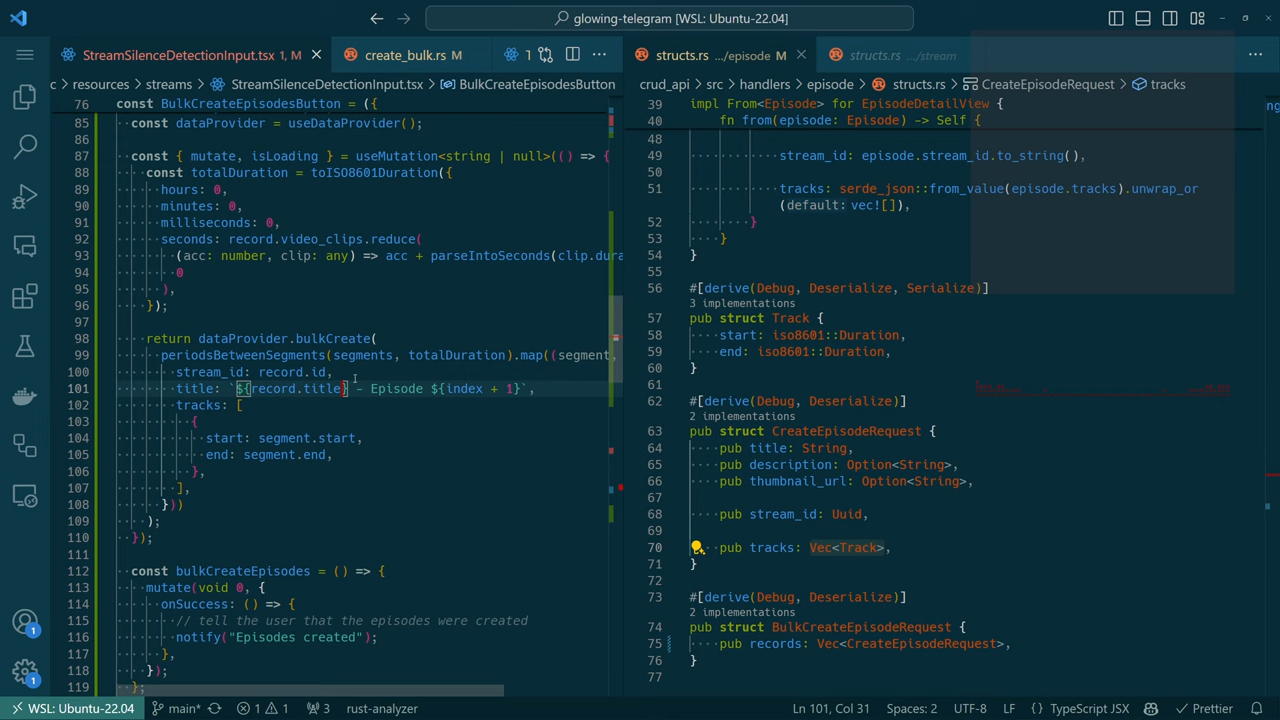 glowing-telegram [WSL: Ubuntu-22.04]
StreamSilenceDetectionInput.tsx 1, M
create_bulk.rs M
1
structs.rs .../episode M
structs.rs .../stream
c > resources > streams > StreamSilenceDetectionInput.tsx > BulkCreateEpisodesButton
crud_api > src > handlers > episode > structs.rs > CreateEpisodeRequest > tracks
76 const BulkCreateEpisodesButton = ({
85 const dataProvider = useDataProvider();
86
87 const { mutate, isLoading } = useMutation<string | null>(() => {
88 const totalDuration = toISO8601Duration({
89 hours: 0,
90 minutes: 0,
91 milliseconds: 0,
92 seconds: record.video_clips.reduce(
93 (acc: number, clip: any) => acc + parseIntoSeconds(clip.dura
94 0
95 ),
96 });
97
98 return dataProvider.bulkCreate(
99 periodsBetweenSegments(segments, totalDuration).map((segment,
100 stream_id: record.id,
101 title: `${record.title} - Episode ${index + 1}`,
102 tracks: [
103 {
104 start: segment.start,
105 end: segment.end,
106 },
107 ],
108 }))
109 );
110 });
111
112 const bulkCreateEpisodes = () => {
113 mutate(void 0, {
114 onSuccess: () => {
115 // tell the user that the episodes were created
116 notify("Episodes created");
117 },
118 });
119 };
39 impl From<Episode> for EpisodeDetailView {
40 fn from(episode: Episode) -> Self {
48
49 stream_id: episode.stream_id.to_string(),
50
51 tracks: serde_json::from_value(episode.tracks).unwrap_or
(default: vec![]),
52 }
53 }
54 }
55
56 #[derive(Debug, Deserialize, Serialize)]
3 implementations
57 pub struct Track {
58 start: iso8601::Duration,
59 end: iso8601::Duration,
60 }
61
62 #[derive(Debug, Deserialize)]
2 implementations
63 pub struct CreateEpisodeRequest {
64 pub title: String,
65 pub description: Option<String>,
66 pub thumbnail_url: Option<String>,
67
68 pub stream_id: Uuid,
69
70 pub tracks: Vec<Track>,
71 }
72
73 #[derive(Debug, Deserialize)]
2 implementations
74 pub struct BulkCreateEpisodeRequest {
75 pub records: Vec<CreateEpisodeRequest>,
76 }
77
1
1
WSL: Ubuntu-22.04 main* 1 1 3 rust-analyzer Ln 101, Col 31 Spaces: 2 UTF-8 LF {} TypeScript JSX Prettier